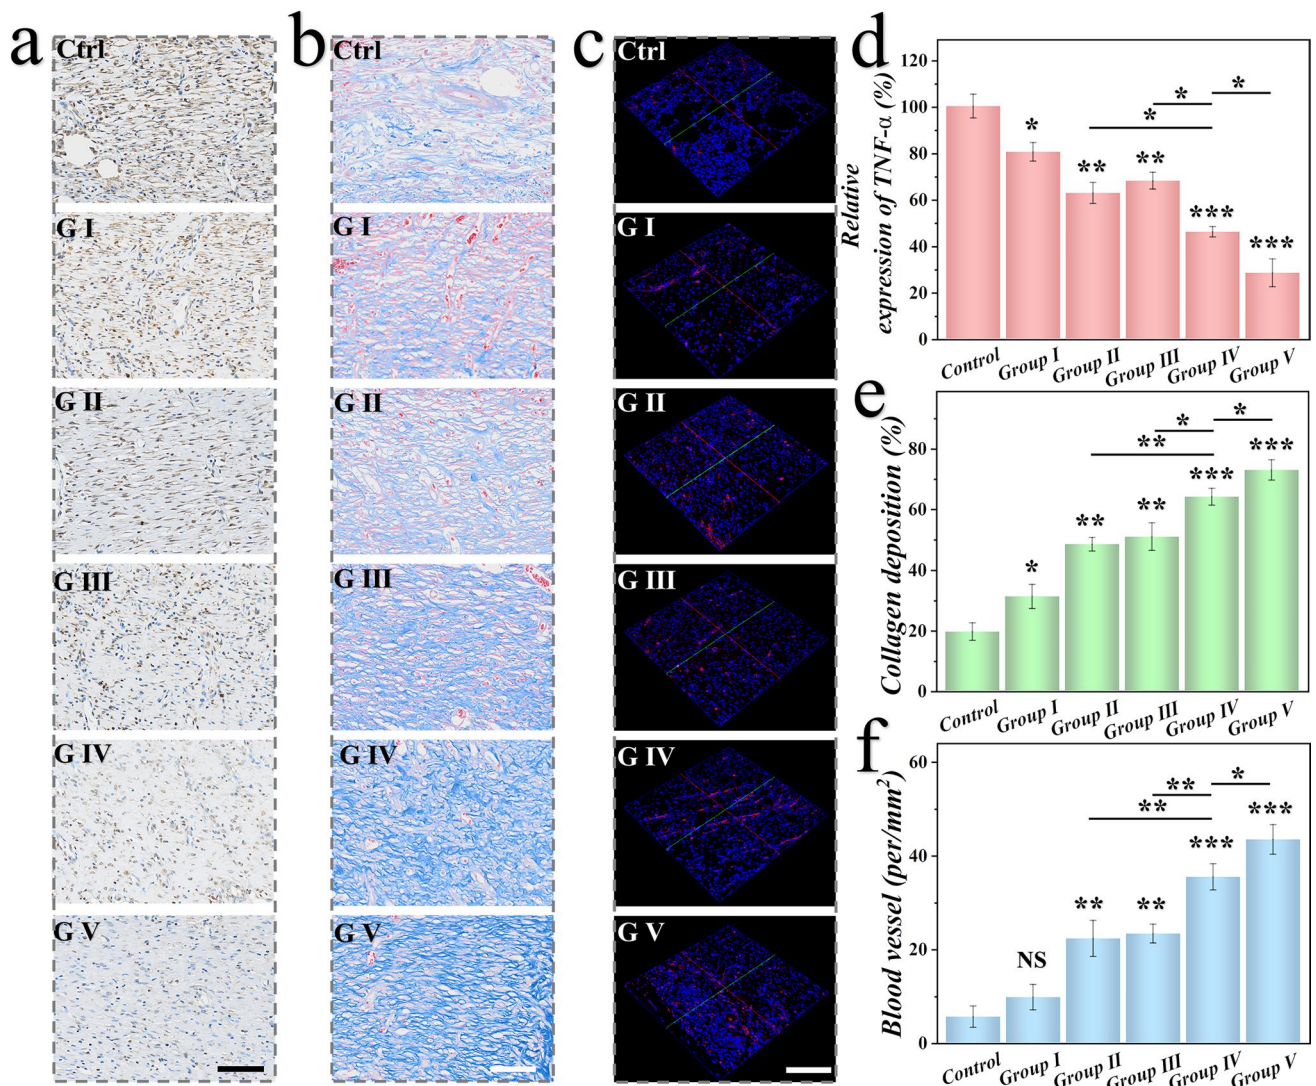 a
Ctrl
G I
G II
G III
G IV
G V
b
Ctrl
G I
G II
G III
G IV
G V
c
Ctrl
G I
G II
G III
G IV
G V
d
Relative
expression of TNF-α (%)
120
100
80
60
40
20
0
*
**
**
***
***
*
*
*
Control
Group I
Group II
Group III
Group IV
Group V
e
Collagen deposition (%)
80
60
40
20
0
*
**
**
***
***
**
*
*
Control
Group I
Group II
Group III
Group IV
Group V
f
Blood vessel (per/mm²)
60
40
20
0
NS
**
**
***
***
**
**
*
Control
Group I
Group II
Group III
Group IV
Group V